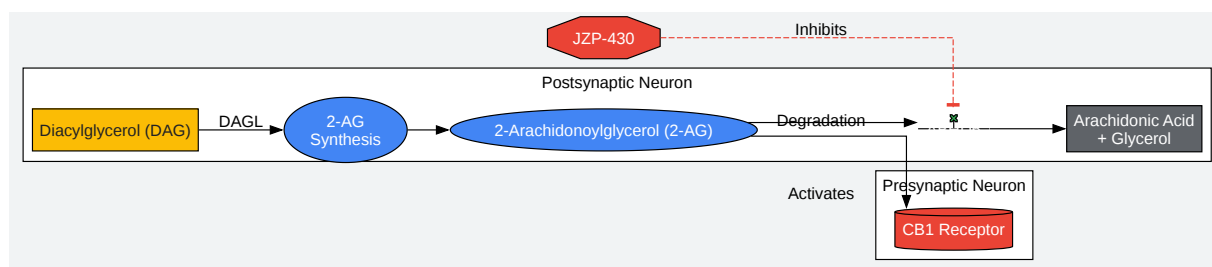 JZP-430
Inhibits
Postsynaptic Neuron
Diacylglycerol (DAG)
DAGL
2-AG
Synthesis
2-Arachidonoylglycerol (2-AG)
Degradation
Arachidonic Acid
+ Glycerol
Activates
Presynaptic Neuron
CB1 Receptor